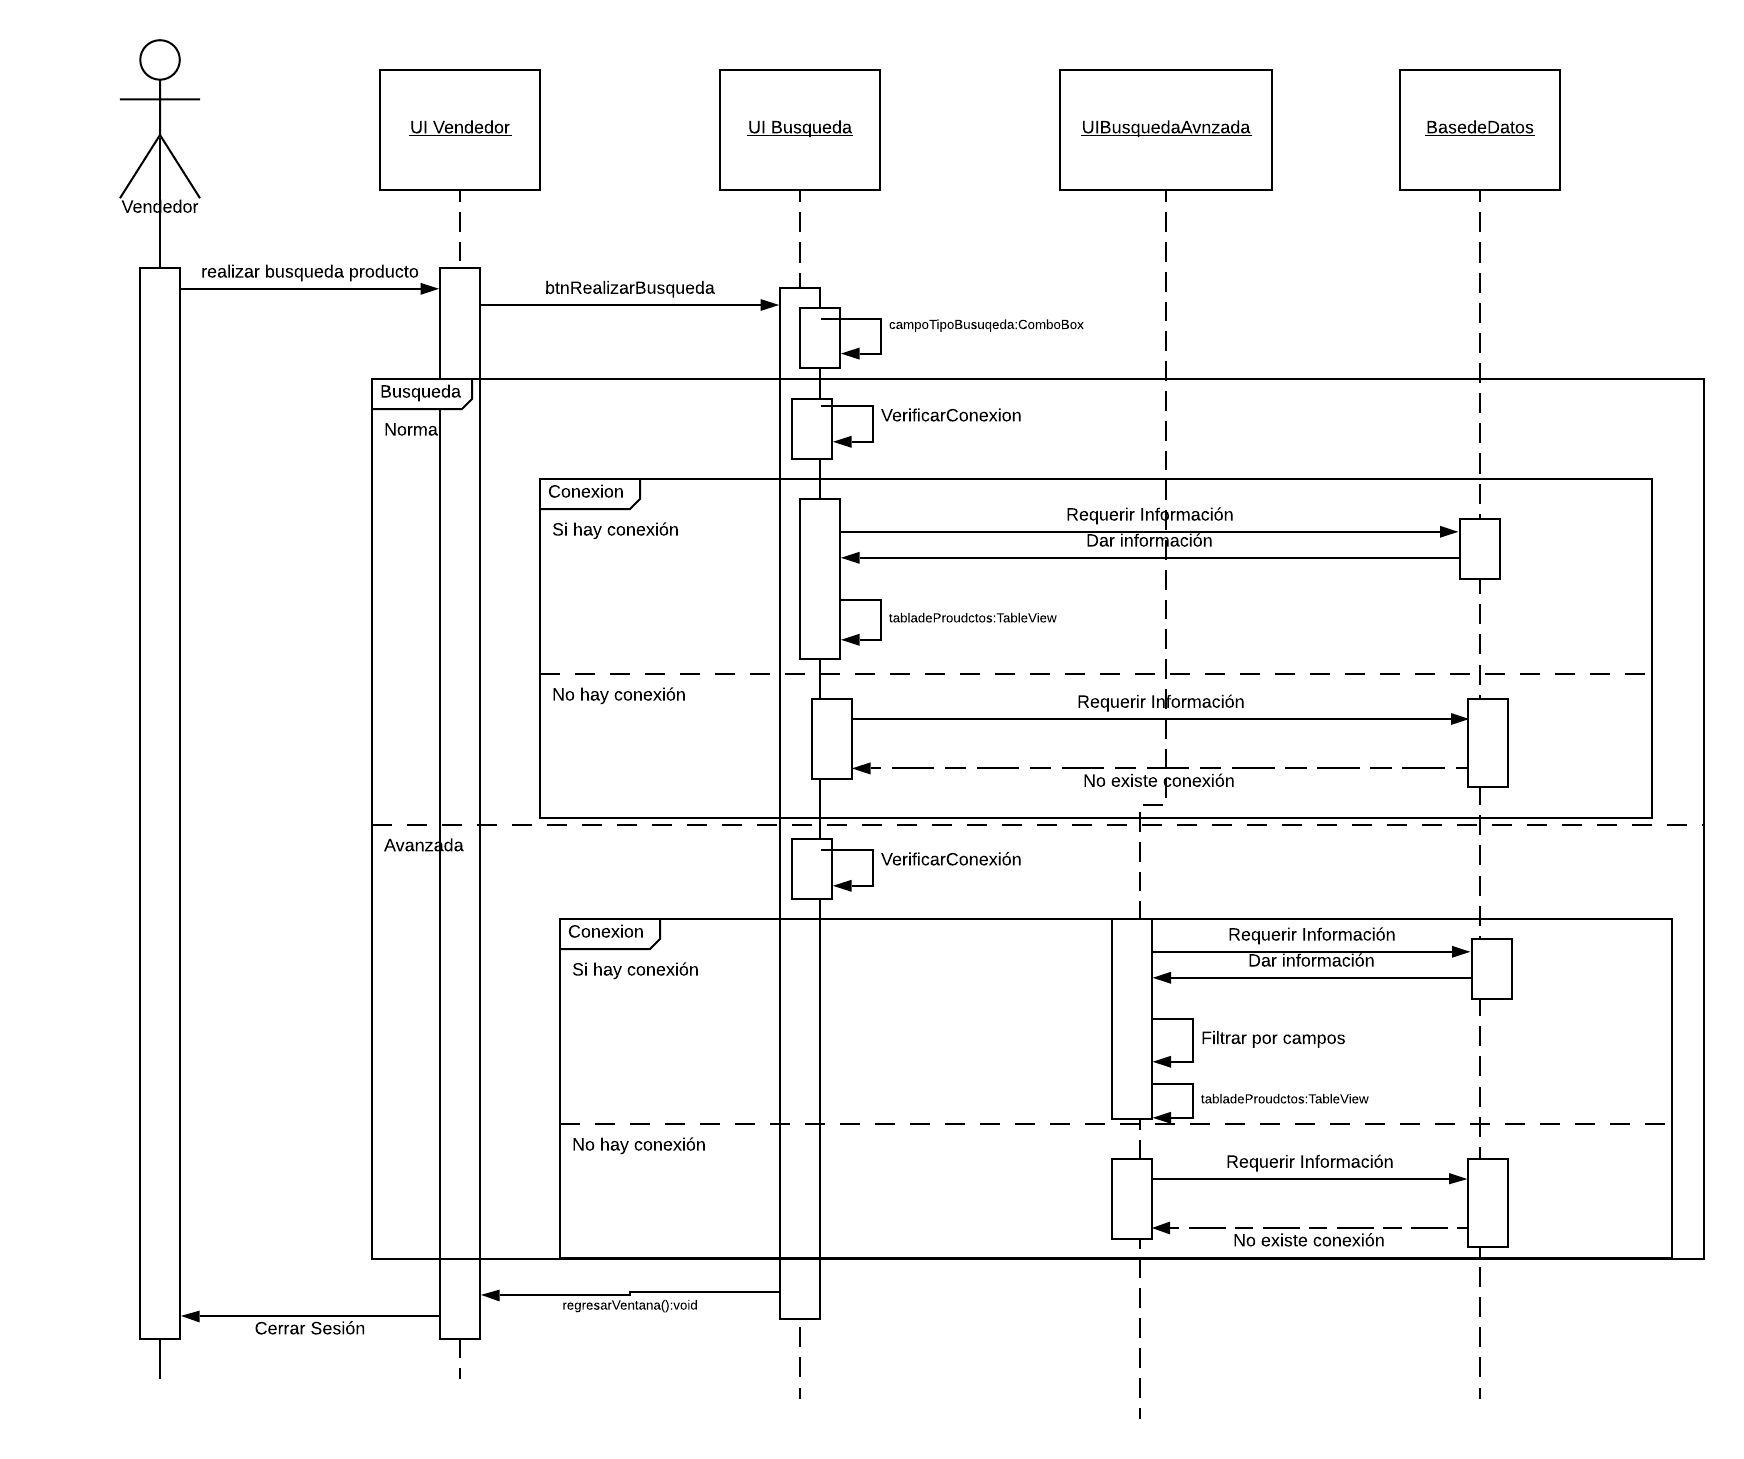 Vendedor
UI Vendedor
UI Busqueda
UIBusquedaAvnzada
BasedeDatos
realizar busqueda producto
btnRealizarBusqueda
campoTipoBusuqeda:ComboBox
Busqueda
Norma
VerificarConexion
Conexion
Si hay conexión
Requerir Información
Dar información
tabladeProudctos:TableView
No hay conexión
Requerir Información
No existe conexión
Avanzada
VerificarConexión
Conexion
Si hay conexión
Requerir Información
Dar información
Filtrar por campos
tabladeProudctos:TableView
No hay conexión
Requerir Información
No existe conexión
regresarVentana():void
Cerrar Sesión